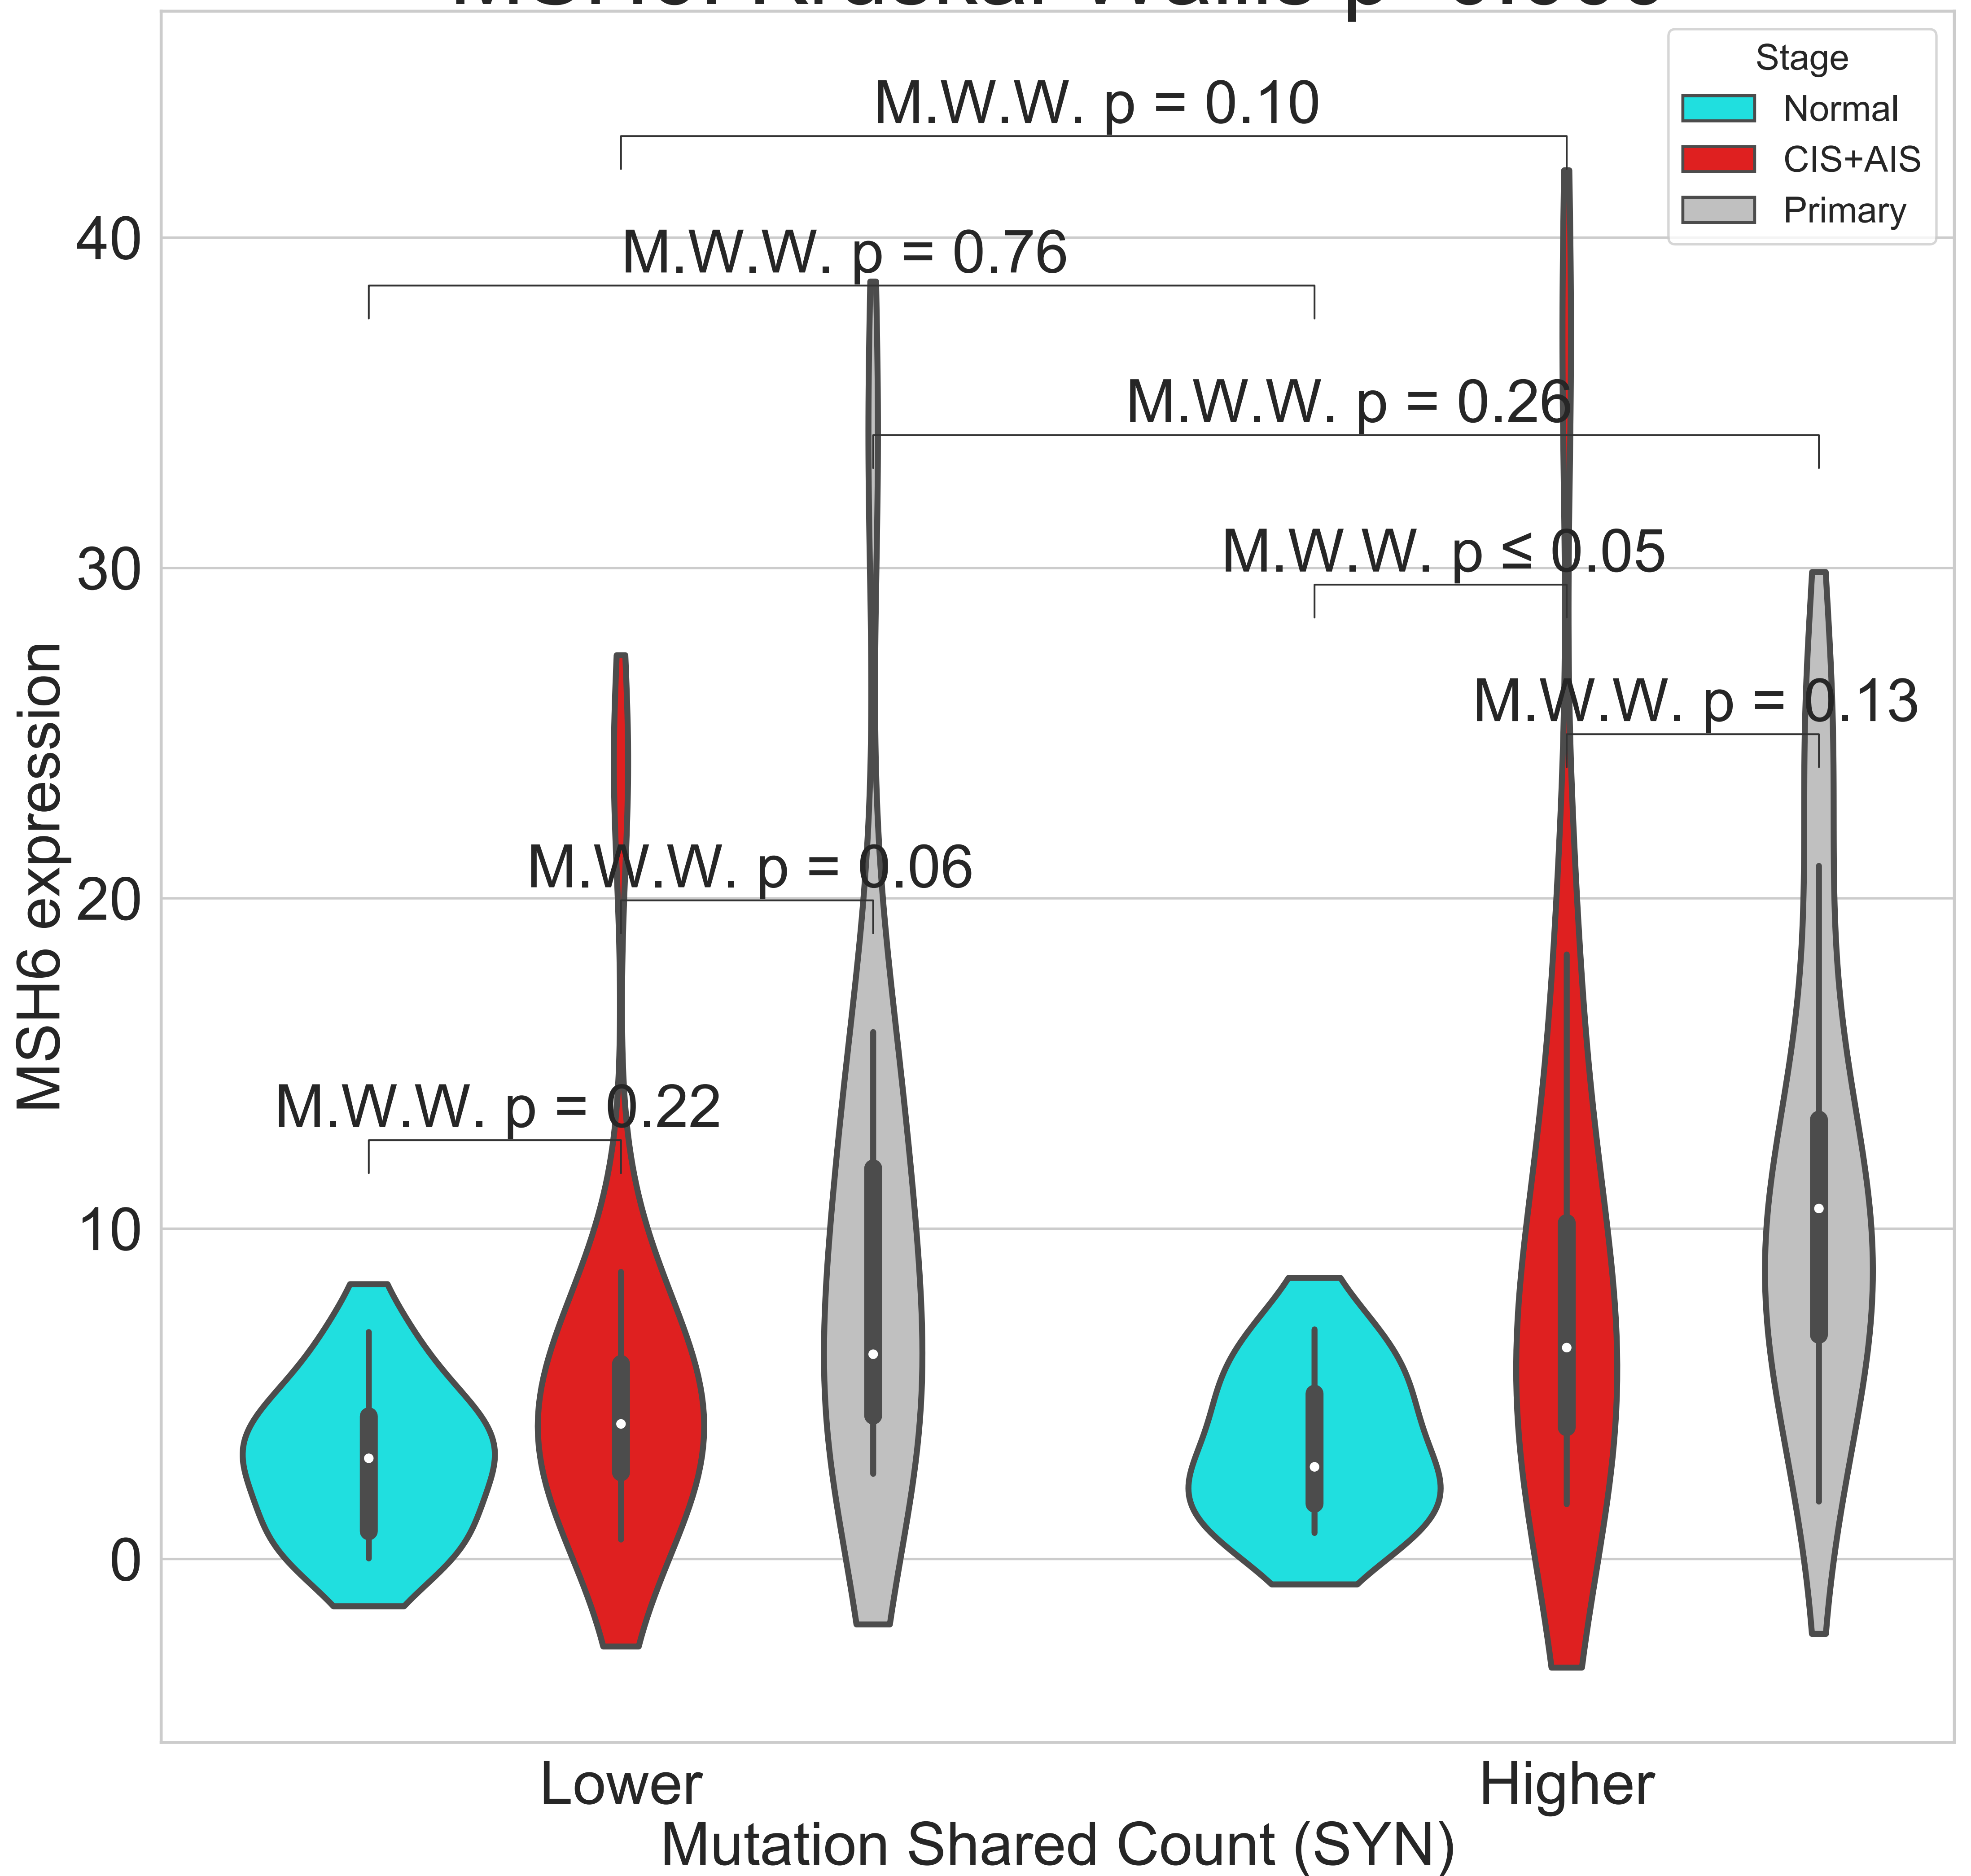 Stage
Normal
CIS+AIS
Primary
M.W.W. p = 0.10
M.W.W. p = 0.76
M.W.W. p = 0.26
M.W.W. p ≤ 0.05
M.W.W. p = 0.13
M.W.W. p = 0.06
M.W.W. p = 0.22
MSH6 expression
40
30
20
10
0
Lower
Higher
Mutation Shared Count (SYN)